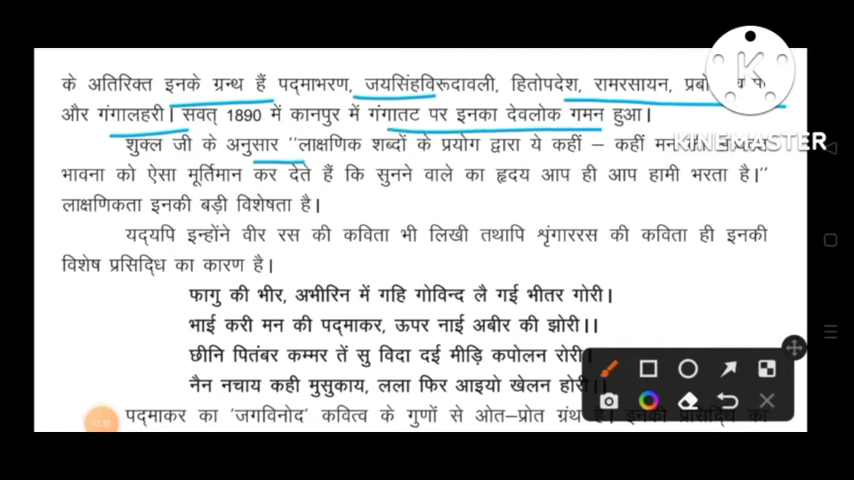 के अतिरिक्त इनके ग्रन्थ हैं पद्माभरण, जयसिंहविरूदावली, हितोपदेश, रामरसायन,
और गंगालहरी। सवत् 1890 में कानपुर में गंगातट पर इनका देवलोक गमन हुआ।
शुक्ल जी के अनुसार "लाक्षणिक शब्दों के प्रयोग द्वारा ये कहीं – कहीं मन
भावना को ऐसा मूर्तिमान कर देते हैं कि सुनने वाले का हृदय आप ही आप हामी भरता है।"
लाक्षणिकता इनकी बड़ी विशेषता है।
यद्यपि इन्होंने वीर रस की कविता भी लिखी तथापि शृंगाररस की कविता ही इनकी
विशेष प्रसिद्धि का कारण है।
फागु की भीर, अभीरिन में गहि गोविन्द लै गई भीतर गोरी।
भाई करी मन की पद्माकर, ऊपर नाई अबीर की झोरी।।
छीनि पितंबर कम्मर तें सु विदा दई मीड़ि कपोलन रोरी।
नैन नचाय कही मुसुकाय, लला फिर आइयो खेलन होरी।।
पद्माकर का 'जगविनोद' कवित्व के गुणों से ओत–प्रोत ग्रंथ है। इनकी प्रसिद्धि का
KINEMASTER